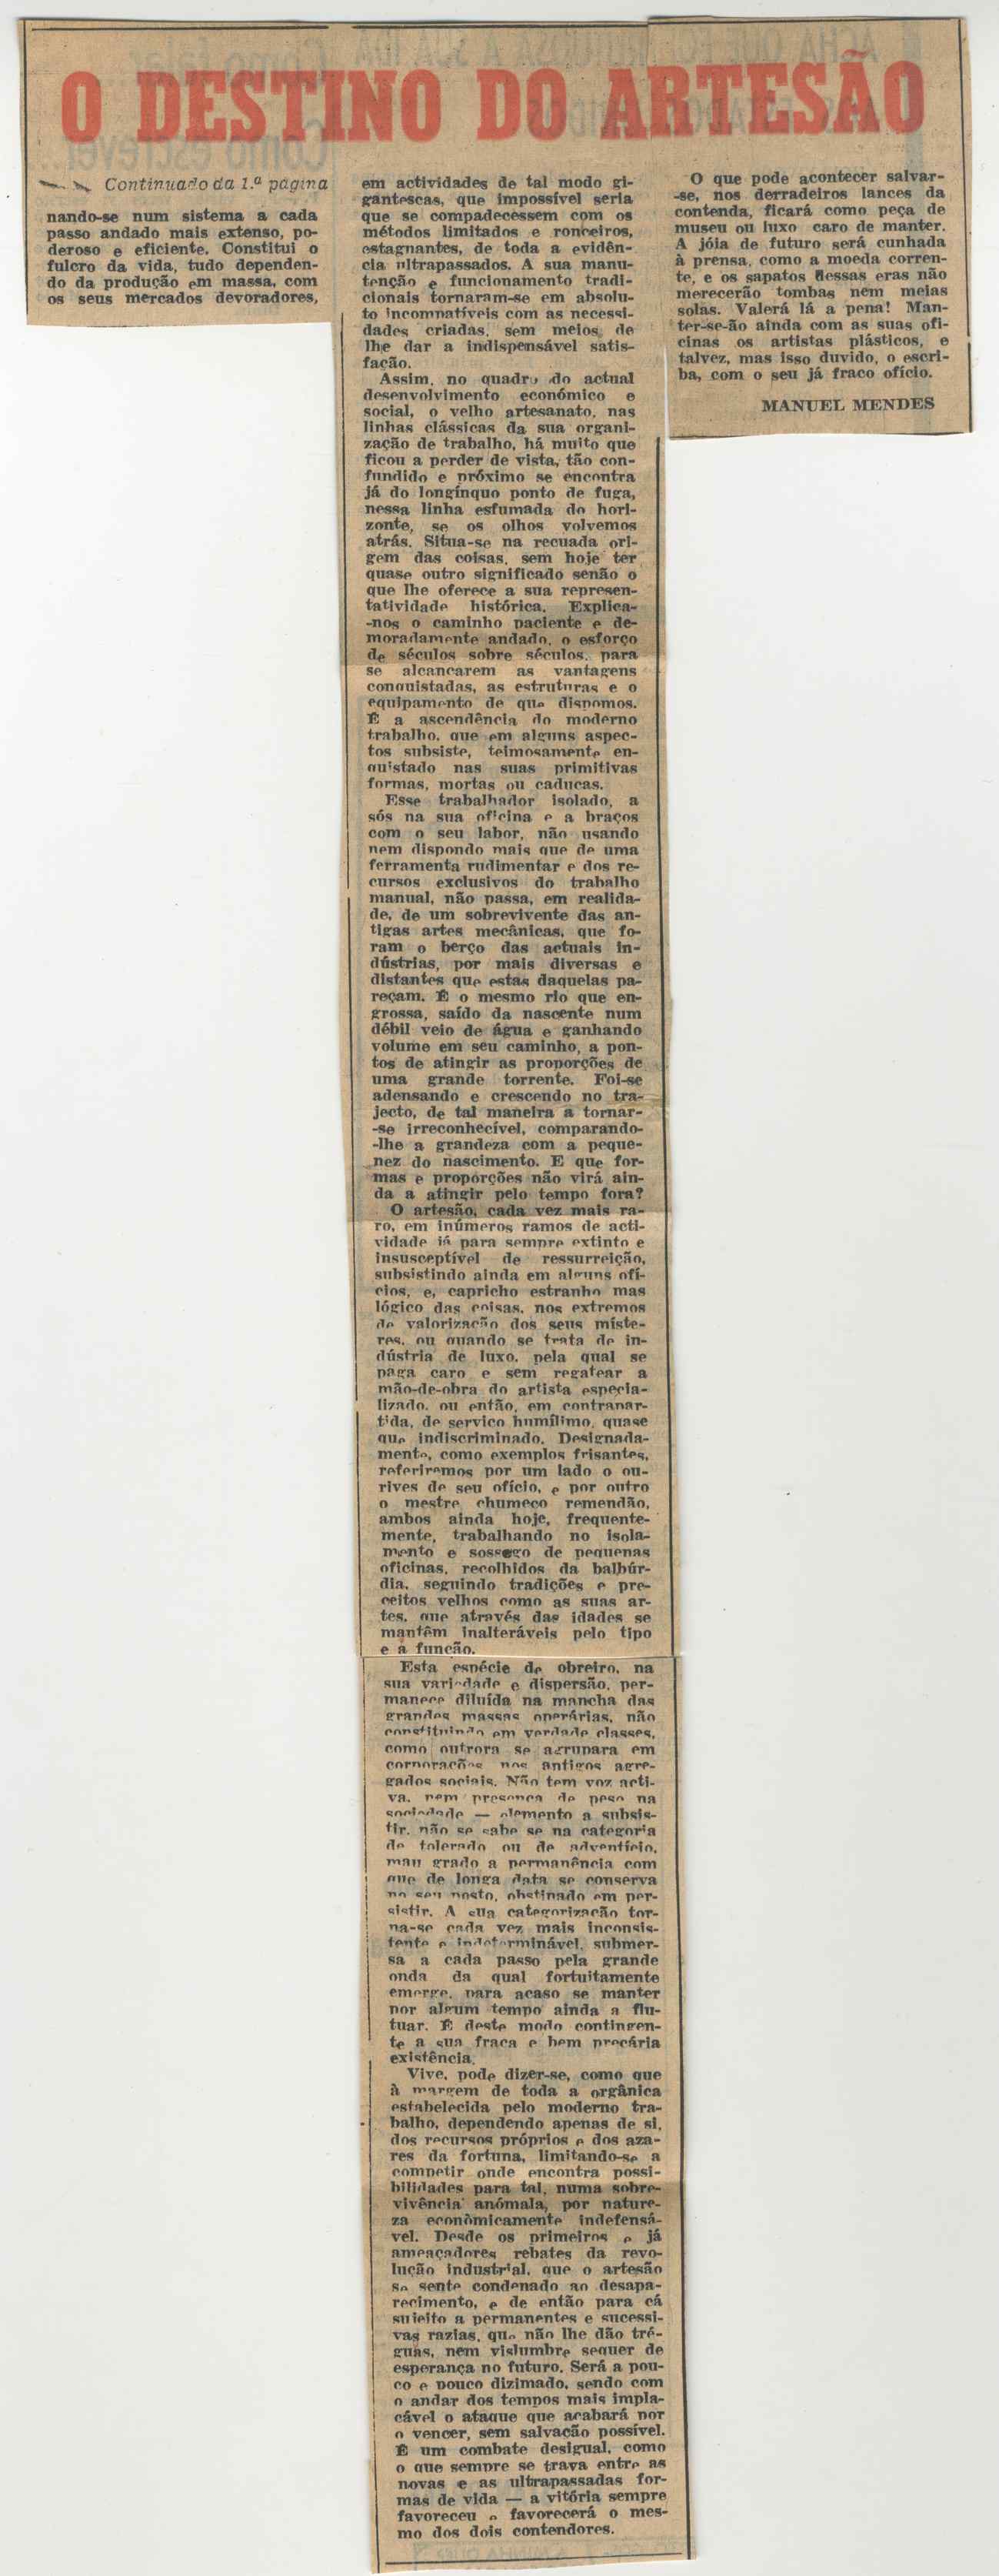 O DESTINO DO ARTESÃO
Continuado da 1.ª página
nando-se num sistema a cada
passo andado mais extenso, po-
deroso e eficiente. Constitui o
fulcro da vida, tudo dependen-
do da produção em massa, com
os seus mercados devoradores,
em actividades de tal modo gi-
gantescas, que impossível seria
que se compadecessem com os
métodos limitados e ronceiros,
estagnantes, de toda a evidên-
cia ultrapassados. A sua manu-
tenção e funcionamento tradi-
cionais tornaram-se em absolu-
to incompatíveis com as necessi-
dades criadas, sem meios de
lhe dar a indispensável satis-
fação.
Assim, no quadro do actual
desenvolvimento económico e
social, o velho artesanato, nas
linhas clássicas da sua organi-
zação de trabalho, há muito que
ficou a perder de vista, tão con-
fundido e próximo se encontra
já do longínquo ponto de fuga,
nessa linha esfumada do hori-
zonte, se os olhos volvemos
atrás. Situa-se na recuada ori-
gem das coisas, sem hoje ter
quase outro significado senão o
que lhe oferece a sua represen-
tatividade histórica. Explica-
-nos o caminho paciente e de-
moradamente andado, o esforço
de séculos sobre séculos, para
se alcançarem as vantagens
conquistadas, as estruturas e o
equipamento de que dispomos.
É a ascendência do moderno
trabalho, que em alguns aspec-
tos subsiste, teimosamente en-
quistado nas suas primitivas
formas, mortas ou caducas.
Esse trabalhador isolado, a
sós na sua oficina e a braços
com o seu labor, não usando
nem dispondo mais que de uma
ferramenta rudimentar e dos re-
cursos exclusivos do trabalho
manual, não passa, em realida-
de, de um sobrevivente das an-
tigas artes mecânicas, que fo-
ram o berço das actuais in-
dústrias, por mais diversas e
distantes que estas daquelas pa-
reçam. É o mesmo rio que en-
grossa, saído da nascente num
débil veio de água e ganhando
volume em seu caminho, a pon-
tos de atingir as proporções de
uma grande torrente. Foi-se
adensando e crescendo no tra-
jecto, de tal maneira a tornar-
-se irreconhecível, comparando-
-lhe a grandeza com a peque-
nez do nascimento. E que for-
mas e proporções não virá ain-
da a atingir pelo tempo fora?
O artesão, cada vez mais ra-
ro, em inúmeros ramos de acti-
vidade já para sempre extinto e
insusceptível de ressurreição,
subsistindo ainda em alguns ofí-
cios, e, capricho estranho mas
lógico das coisas, nos extremos
de valorização dos seus míste-
res, ou quando se trata de in-
dústria de luxo, pela qual se
paga caro e sem regatear a
mão-de-obra do artista especia-
lizado, ou então, em contrapar-
tida, de serviço humílimo, quase
que indiscriminado. Designada-
mente, como exemplos frisantes,
referiremos por um lado o ou-
rives de seu ofício, e por outro
o mestre chumeco remendão,
ambos ainda hoje, frequente-
mente, trabalhando no isola-
mento e sossego de pequenas
oficinas, recolhidos da balbúr-
dia, seguindo tradições e pre-
ceitos velhos como as suas ar-
tes, que através das idades se
mantêm inalteráveis pelo tipo
e a função.
Esta espécie de obreiro, na
sua variedade e dispersão, per-
manece diluída na mancha das
grandes massas operárias, não
constituindo em verdade classes,
como outrora se agrupara em
corporações nos antigos agre-
gados sociais. Não tem voz acti-
va, nem presença de peso na
sociedade — elemento a subsis-
tir, não se sabe se na categoria
de tolerado ou de adventício,
mau grado a permanência com
que de longa data se conserva
no seu posto, obstinado em per-
sistir. A sua categorização tor-
na-se cada vez mais inconsis-
tente e indeterminável, submer-
sa a cada passo pela grande
onda da qual fortuitamente
emerge, para acaso se manter
por algum tempo ainda a flu-
tuar. É deste modo contingen-
te a sua fraca e bem precária
existência.
Vive, pode dizer-se, como que
à margem de toda a orgânica
estabelecida pelo moderno tra-
balho, dependendo apenas de si,
dos recursos próprios e dos aza-
res da fortuna, limitando-se a
competir onde encontra possi-
bilidades para tal, numa sobre-
vivência anómala, por nature-
za econòmicamente indefensá-
vel. Desde os primeiros e já
ameaçadores rebates da revo-
lução industrial, que o artesão
se sente condenado ao desapa-
recimento, e de então para cá
sujeito a permanentes e sucessi-
vas razias, que não lhe dão tré-
guas, nem vislumbre sequer de
esperança no futuro. Será a pou-
co e pouco dizimado, sendo com
o andar dos tempos mais impla-
cável o ataque que acabará por
o vencer, sem salvação possível.
É um combate desigual, como
o que sempre se trava entre as
novas e as ultrapassadas for-
mas de vida — a vitória sempre
favoreceu e favorecerá o mes-
mo dos dois contendores.
O que pode acontecer salvar-
-se, nos derradeiros lances da
contenda, ficará como peça de
museu ou luxo caro de manter.
A jóia de futuro será cunhada
à prensa, como a moeda corren-
te, e os sapatos dessas eras não
merecerão tombas nem meias
solas. Valerá lá a pena! Man-
ter-se-ão ainda com as suas ofi-
cinas os artistas plásticos, e
talvez, mas isso duvido, o escri-
ba, com o seu já fraco ofício.
MANUEL MENDES